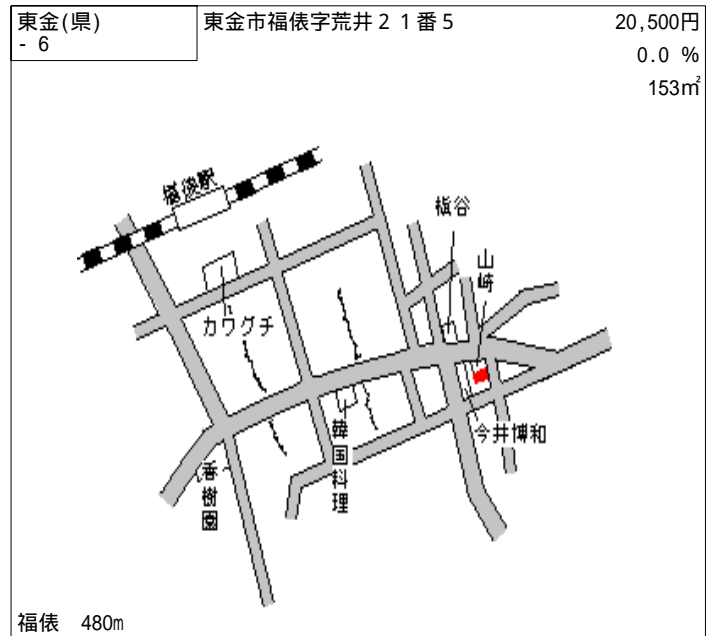 東金(県)
- 6
東金市福俵字荒井２１番５
20,500円
0.0 %
153㎡
福俵駅
槇谷
山崎
カワグチ
今井博和
韓国料理
香樹園
福俵 480m